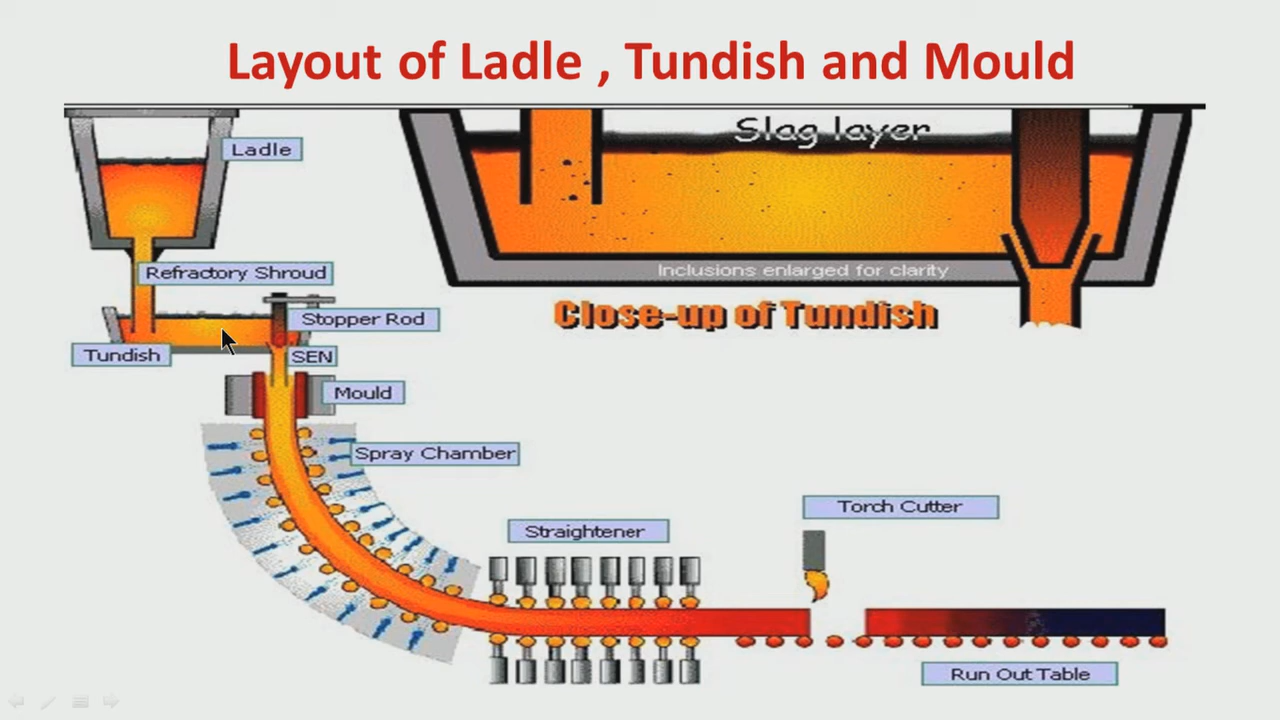 Layout of Ladle , Tundish and Mould
Slag layer
Ladle
Inclusions enlarged for clarity
Refractory Shroud
Close-up of Tundish
Stopper Rod
Tundish
SEN
Mould
Spray Chamber
Torch Cutter
Straightener
Run Out Table